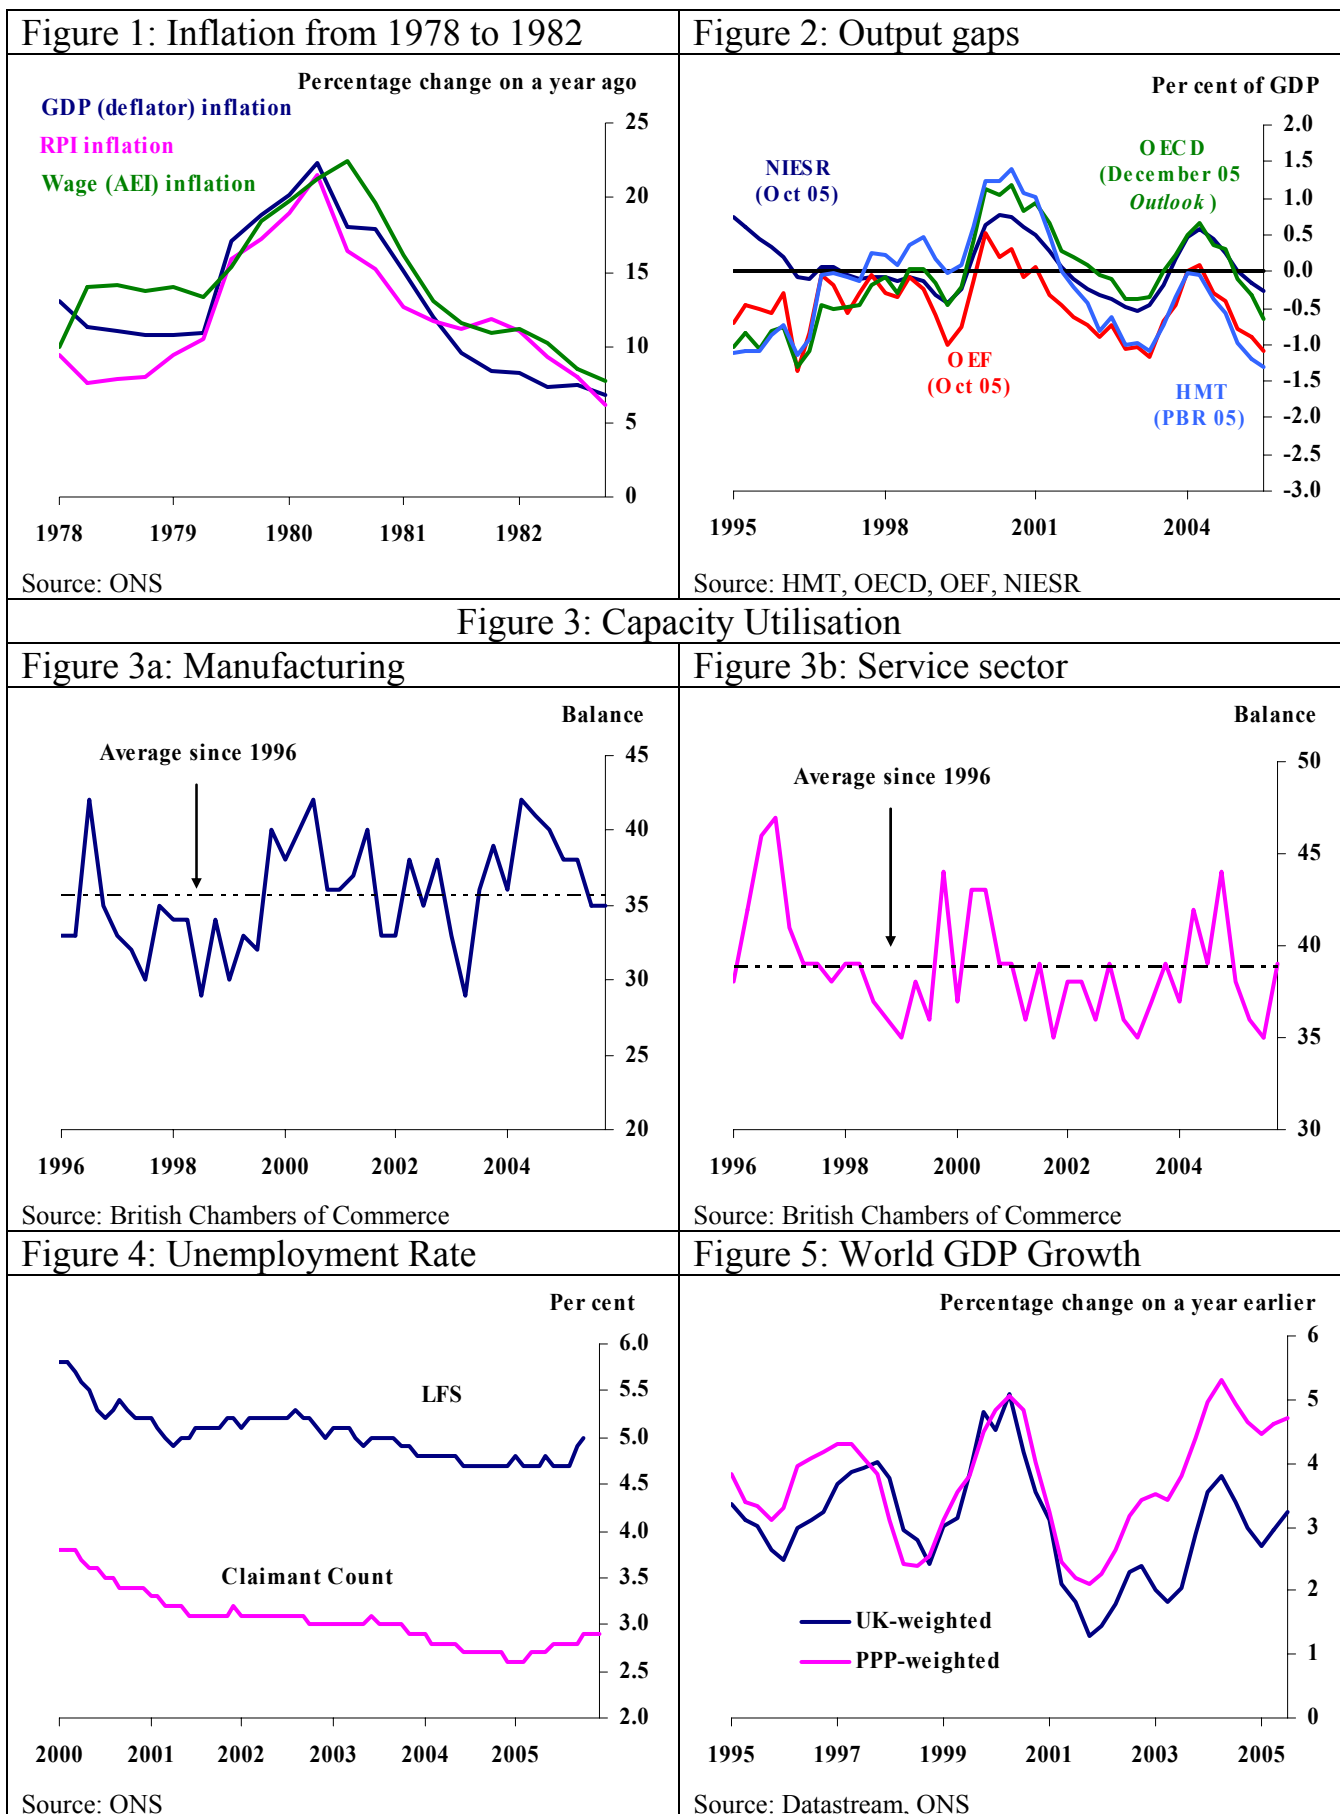 Figure 1: Inflation from 1978 to 1982
Percentage change on a year ago
GDP (deflator) inflation
RPI inflation
Wage (AEI) inflation
25
20
15
10
5
0
1978 1979 1980 1981 1982
Source: ONS
Figure 2: Output gaps
Per cent of GDP
NIESR
(Oct 05)
OECD
(December 05
Outlook)
OEF
(Oct 05)
HMT
(PBR 05)
2.0
1.5
1.0
0.5
0.0
-0.5
-1.0
-1.5
-2.0
-2.5
-3.0
1995 1998 2001 2004
Source: HMT, OECD, OEF, NIESR
Figure 3: Capacity Utilisation
Figure 3a: Manufacturing
Balance
Average since 1996
45
40
35
30
25
20
1996 1998 2000 2002 2004
Source: British Chambers of Commerce
Figure 3b: Service sector
Balance
Average since 1996
50
45
40
35
30
1996 1998 2000 2002 2004
Source: British Chambers of Commerce
Figure 4: Unemployment Rate
Per cent
LFS
Claimant Count
6.0
5.5
5.0
4.5
4.0
3.5
3.0
2.5
2.0
2000 2001 2002 2003 2004 2005
Source: ONS
Figure 5: World GDP Growth
Percentage change on a year earlier
6
5
4
3
2
1
0
UK-weighted
PPP-weighted
1995 1997 1999 2001 2003 2005
Source: Datastream, ONS